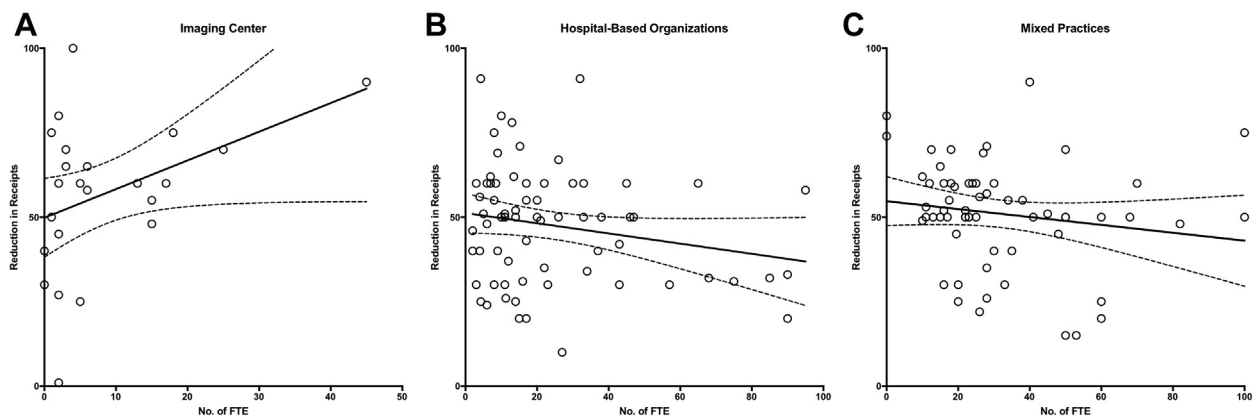 A
Imaging Center
100
50
0
Reduction in Receipts
0 10 20 30 40 50
No. of FTE
B
Hospital-Based Organizations
100
50
0
Reduction in Receipts
0 20 40 60 80 100
No. of FTE
C
Mixed Practices
100
50
0
Reduction in Receipts
0 20 40 60 80 100
No. of FTE